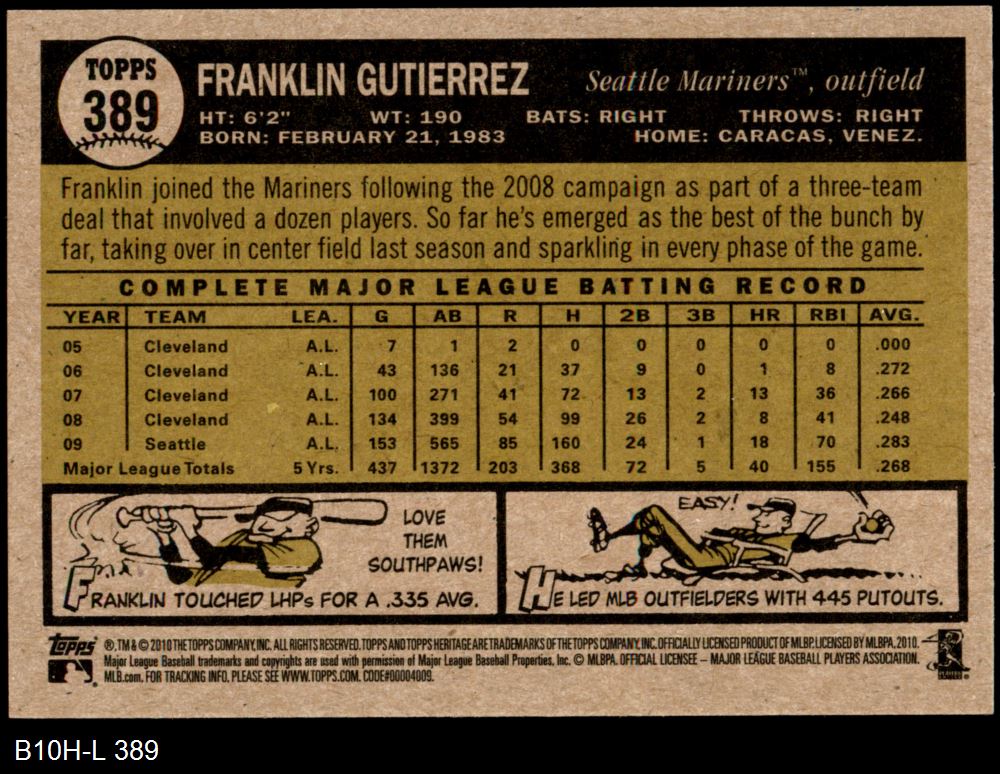 TOPPS
389
FRANKLIN GUTIERREZ
Seattle Mariners™, outfield
HT: 6'2" WT: 190 BATS: RIGHT THROWS: RIGHT
BORN: FEBRUARY 21, 1983 HOME: CARACAS, VENEZ.
Franklin joined the Mariners following the 2008 campaign as part of a three-team
deal that involved a dozen players. So far he's emerged as the best of the bunch by
far, taking over in center field last season and sparkling in every phase of the game.
COMPLETE MAJOR LEAGUE BATTING RECORD
YEAR TEAM LEA. G AB R H 2B 3B HR RBI AVG.
05 Cleveland A.L. 7 1 2 0 0 0 0 0 .000
06 Cleveland A.L. 43 136 21 37 9 0 1 8 .272
07 Cleveland A.L. 100 271 41 72 13 2 13 36 .266
08 Cleveland A.L. 134 399 54 99 26 2 8 41 .248
09 Seattle A.L. 153 565 85 160 24 1 18 70 .283
Major League Totals 5 Yrs. 437 1372 203 368 72 5 40 155 .268
LOVE
THEM
SOUTHPAWS!
FRANKLIN TOUCHED LHPs FOR A .335 AVG.
EASY!
HE LED MLB OUTFIELDERS WITH 445 PUTOUTS.
Topps ®, TM & © 2010 THE TOPPS COMPANY, INC. ALL RIGHTS RESERVED. TOPPS AND TOPPS HERITAGE ARE TRADEMARKS OF THE TOPPS COMPANY, INC. OFFICIALLY LICENSED PRODUCT OF MLBP. LICENSED BY MLBPA, 2010.
Major League Baseball trademarks and copyrights are used with permission of Major League Baseball Properties, Inc. © MLBPA. OFFICIAL LICENSEE – MAJOR LEAGUE BASEBALL PLAYERS ASSOCIATION.
MLB.com. FOR TRACKING INFO, PLEASE SEE WWW.TOPPS.COM. CODE#00004009.
B10H-L 389